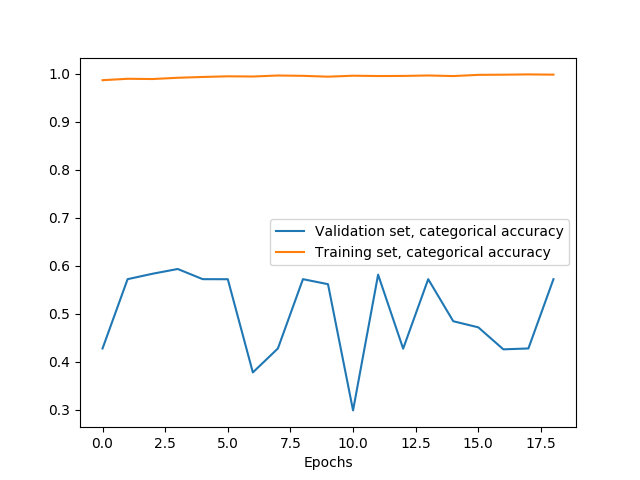 1.0
0.9
0.8
0.7
0.6
0.5
0.4
0.3
Validation set, categorical accuracy
Training set, categorical accuracy
0.0 2.5 5.0 7.5 10.0 12.5 15.0 17.5
Epochs